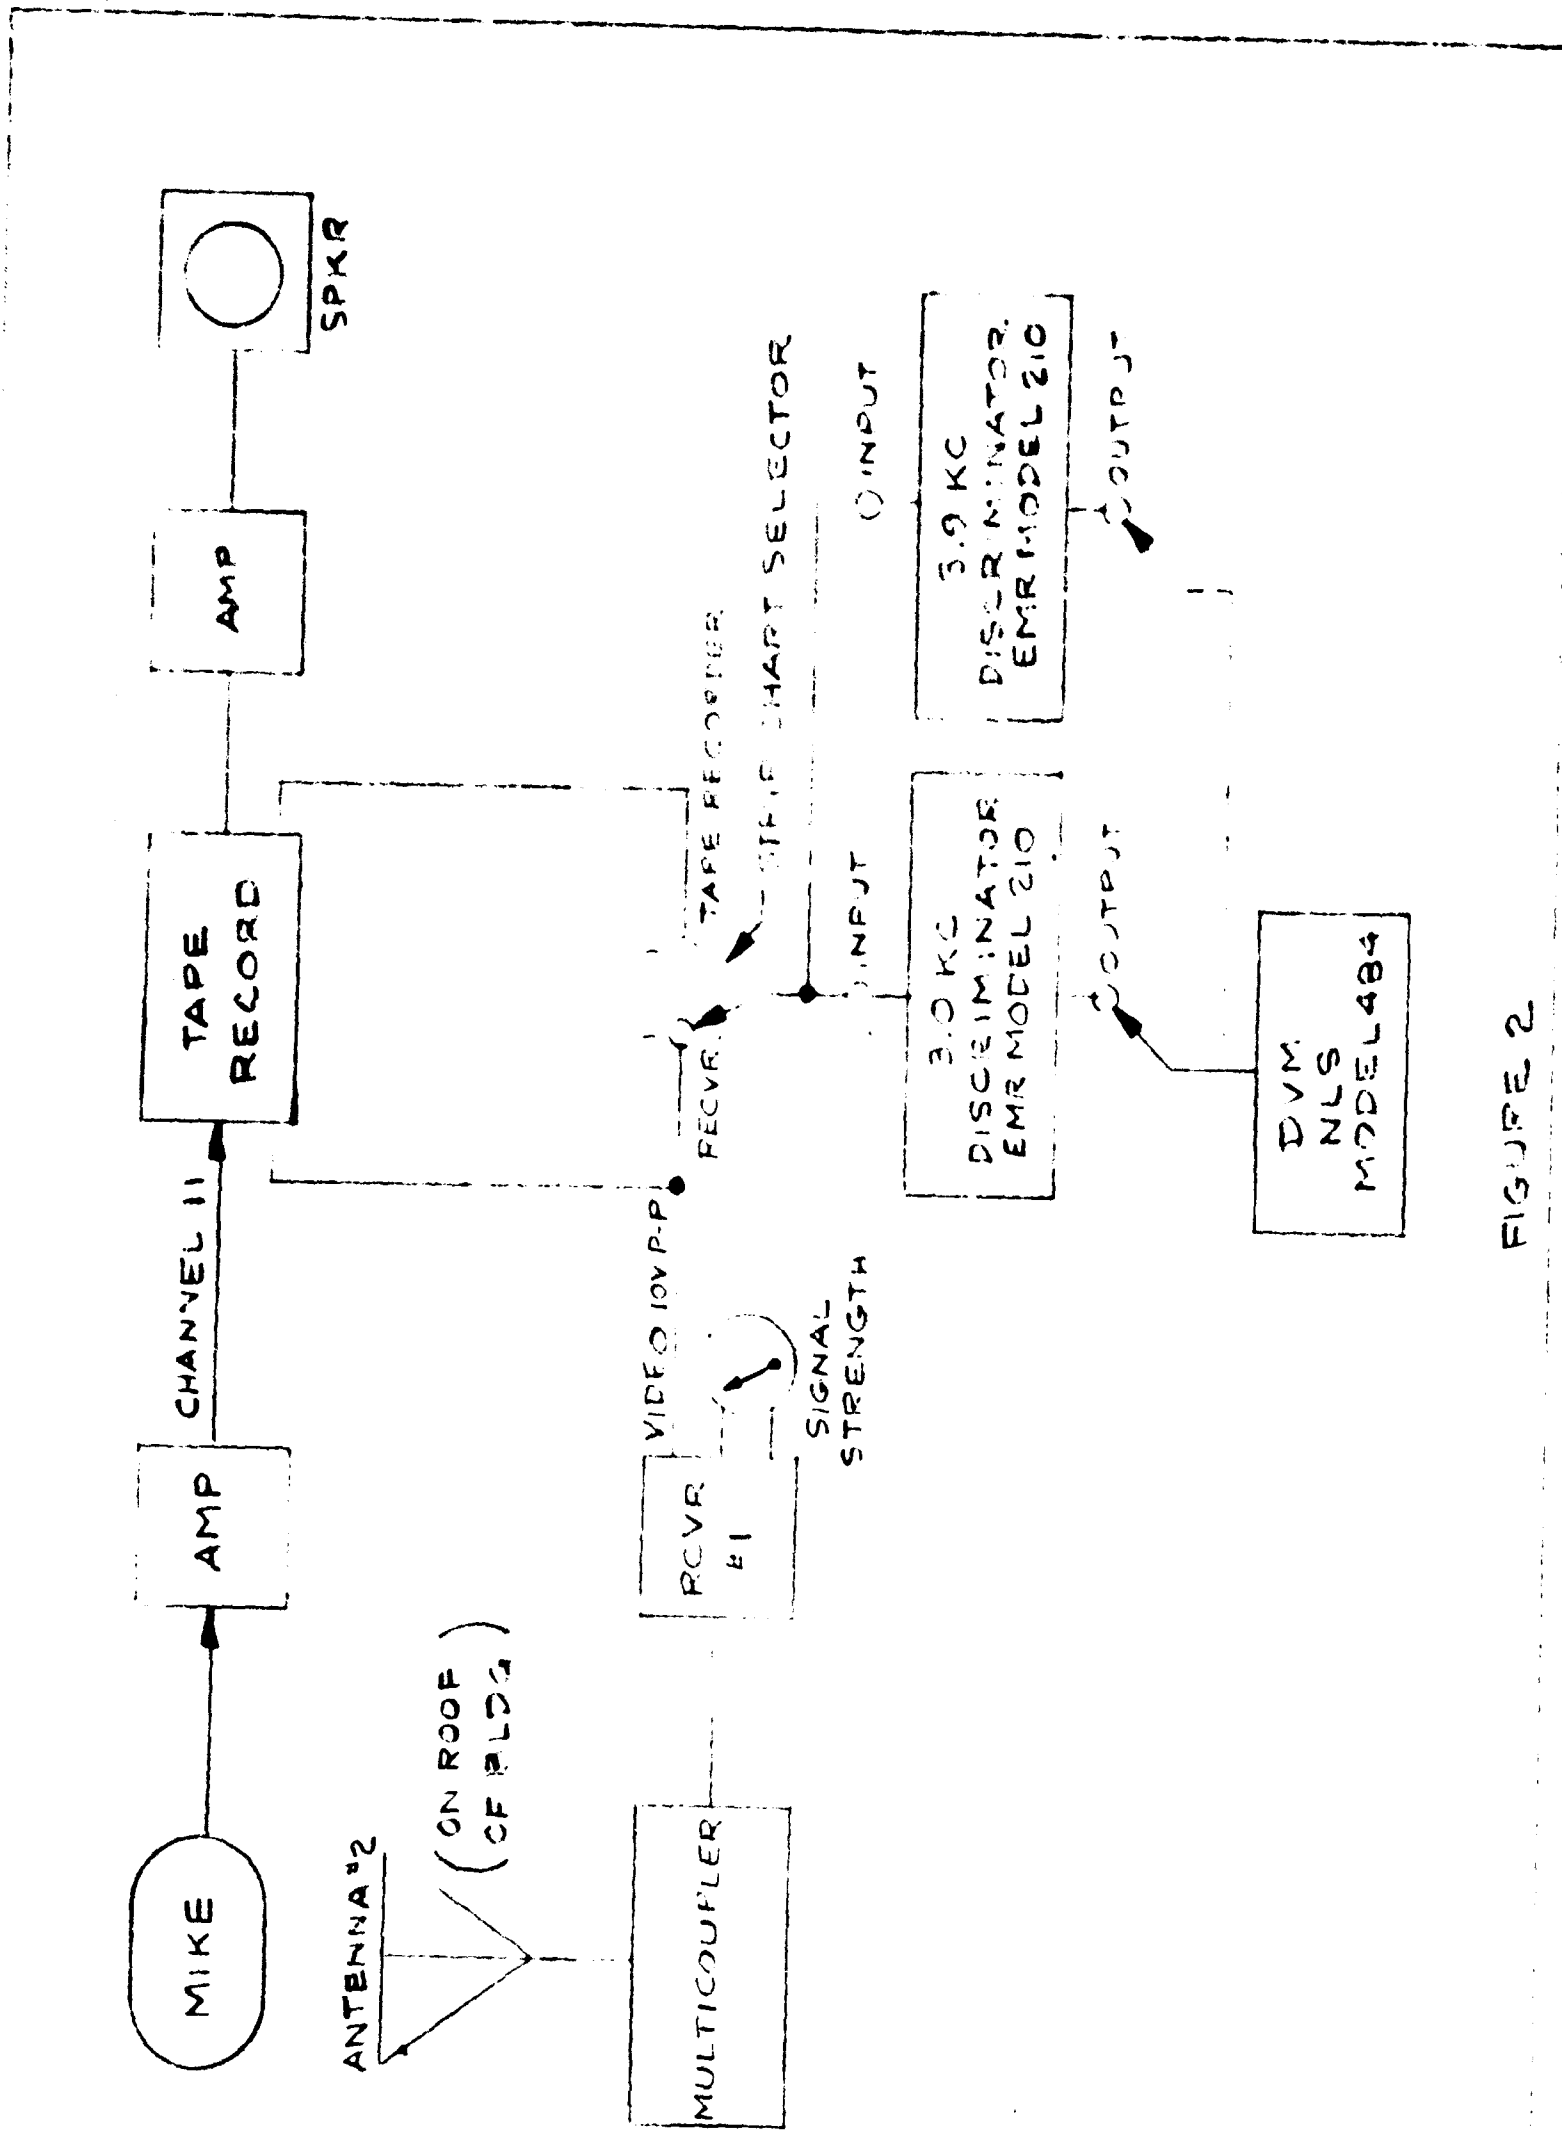 MIKE
AMP
CHANNEL 11
TAPE
RECORD
AMP
SPKR
ANTENNA #2
(ON ROOF
OF BLDG)
MULTICOUPLER
RCVR
#1
VIDEO 10V P-P
SIGNAL
STRENGTH
RECVR.
TAPE RECORDER
CHART SELECTOR
INPUT
INPUT
3.0 KC
DISCRIMINATOR
EMR MODEL 210
3.9 KC
DISCRIMINATOR.
EMR MODEL 210
OUTPUT
OUTPUT
DVM
NLS
MODEL 484
FIGURE 2